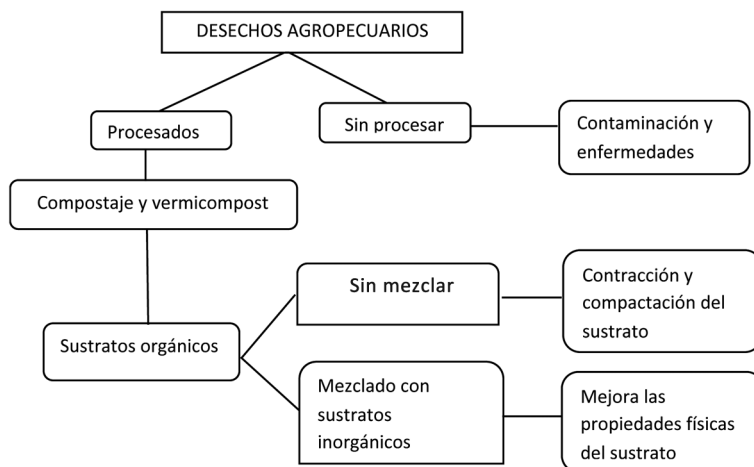 DESECHOS AGROPECUARIOS
Procesados
Sin procesar
Contaminación y
enfermedades
Compostaje y vermicompost
Sin mezclar
Contracción y
compactación del
sustrato
Sustratos orgánicos
Mezclado con
sustratos
inorgánicos
Mejora las
propiedades físicas
del sustrato